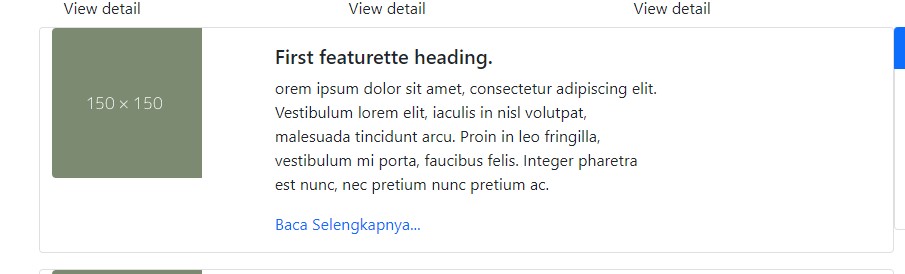 View detail View detail View detail
First featurette heading.
150 × 150
orem ipsum dolor sit amet, consectetur adipiscing elit.
Vestibulum lorem elit, iaculis in nisl volutpat,
malesuada tincidunt arcu. Proin in leo fringilla,
vestibulum mi porta, faucibus felis. Integer pharetra
est nunc, nec pretium nunc pretium ac.
Baca Selengkapnya...